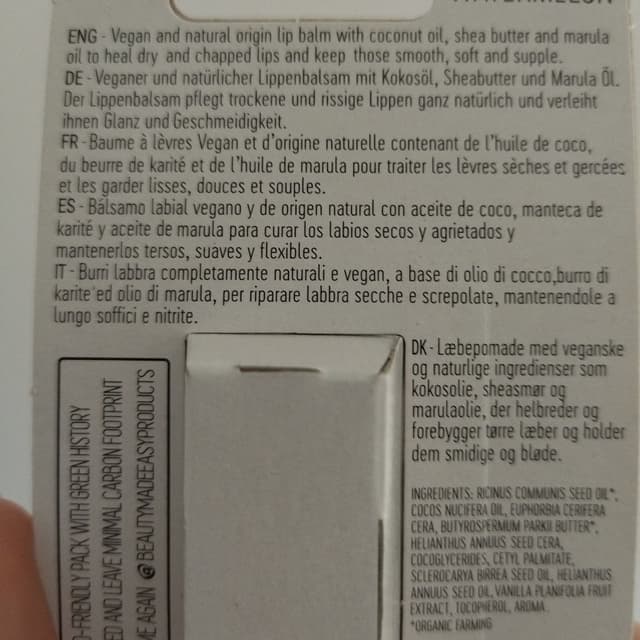 ENG - Vegan and natural origin lip balm with coconut oil, shea butter and marula
oil to heal dry and chapped lips and keep those smooth, soft and supple.
DE - Veganer und natürlicher Lippenbalsam mit Kokosöl, Sheabutter und Marula Öl.
Der Lippenbalsam pflegt trockene und rissige Lippen ganz natürlich und verleiht
ihnen Glanz und Geschmeidigkeit.
FR - Baume à lèvres Vegan et d'origine naturelle contenant de l'huile de coco,
du beurre de karité et de l'huile de marula pour traiter les lèvres sèches et gercées
et les garder lisses, douces et souples.
ES - Bálsamo labial vegano y de origen natural con aceite de coco, manteca de
karité y aceite de marula para curar los labios secos y agrietados y
mantenerlos tersos, suaves y flexibles.
IT - Burri labbra completamente naturali e vegan, a base di olio di cocco,burro di
karite ed olio di marula, per riparare labbra secche e screpolate, mantenendole a
lungo soffici e nitrite.
DK - Læbepomade med veganske
og naturlige ingredienser som
kokosolie, sheasmør og
marulaolie, der helbreder og
forebygger tørre læber og holder
dem smidige og bløde.
INGREDIENTS: RICINUS COMMUNIS SEED OIL*,
COCOS NUCIFERA OIL, EUPHORBIA CERIFERA
CERA, BUTYROSPERMUM PARKII BUTTER*,
HELIANTHUS ANNUUS SEED CERA,
COCOGLYCERIDES, CETYL PALMITATE,
SCLEROCARYA BIRREA SEED OIL, HELIANTHUS
ANNUUS SEED OIL, VANILLA PLANIFOLIA FRUIT
EXTRACT, TOCOPHEROL, AROMA.
*ORGANIC FARMING
-FRIENDLY PACK WITH GREEN HISTORY
ED AND LEAVE MINIMAL CARBON FOOTPRINT
ME AGAIN @BEAUTYMADEEASYPRODUCTS